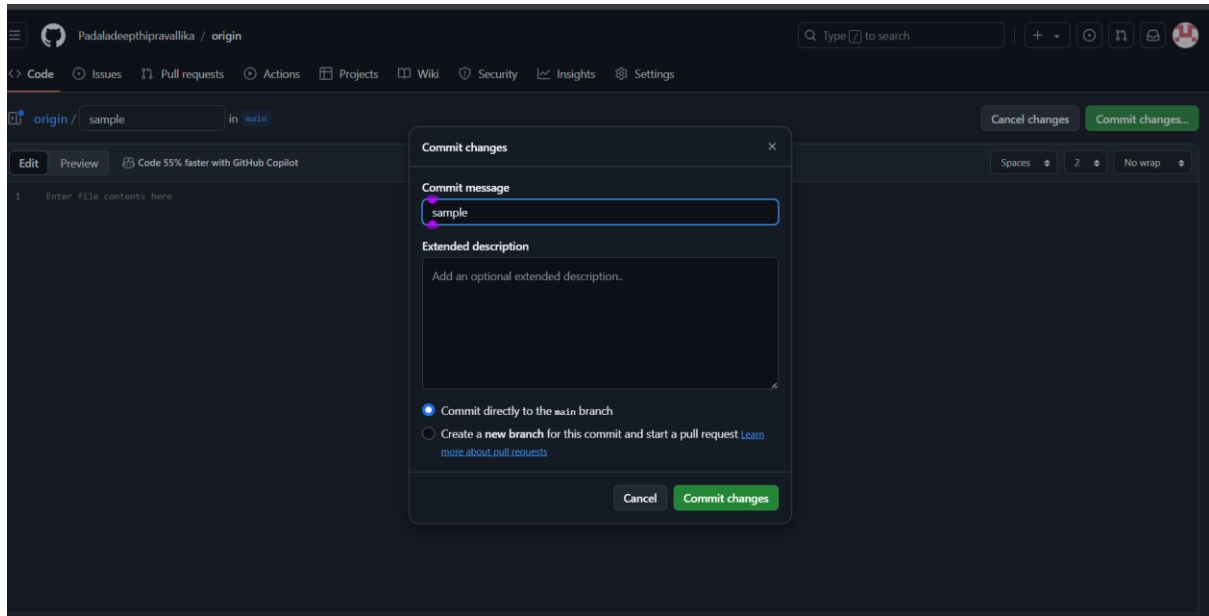 Padaladeepthipravallika / origin
Type / to search
Code Issues Pull requests Actions Projects Wiki Security Insights Settings
origin / sample in main
Cancel changes Commit changes...
Edit Preview Code 55% faster with GitHub Copilot
Spaces 2 No wrap
1 Enter file contents here
Commit changes
Commit message
sample
Extended description
Add an optional extended description..
Commit directly to the main branch
Create a new branch for this commit and start a pull request Learn
more about pull requests
Cancel Commit changes